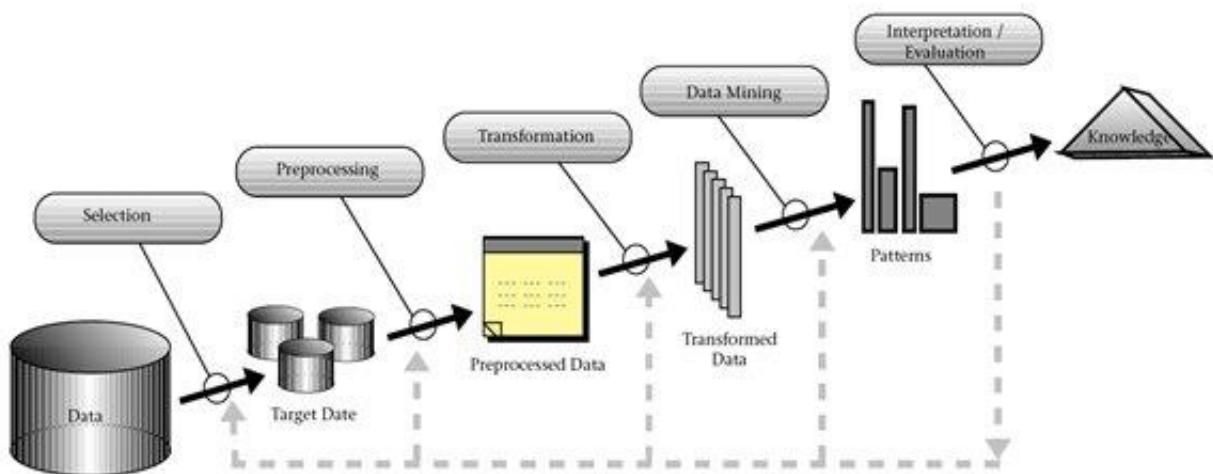 Interpretation /
Evaluation
Data Mining
Transformation
Preprocessing
Selection
Knowledge
Patterns
Transformed
Data
Preprocessed Data
Target Date
Data